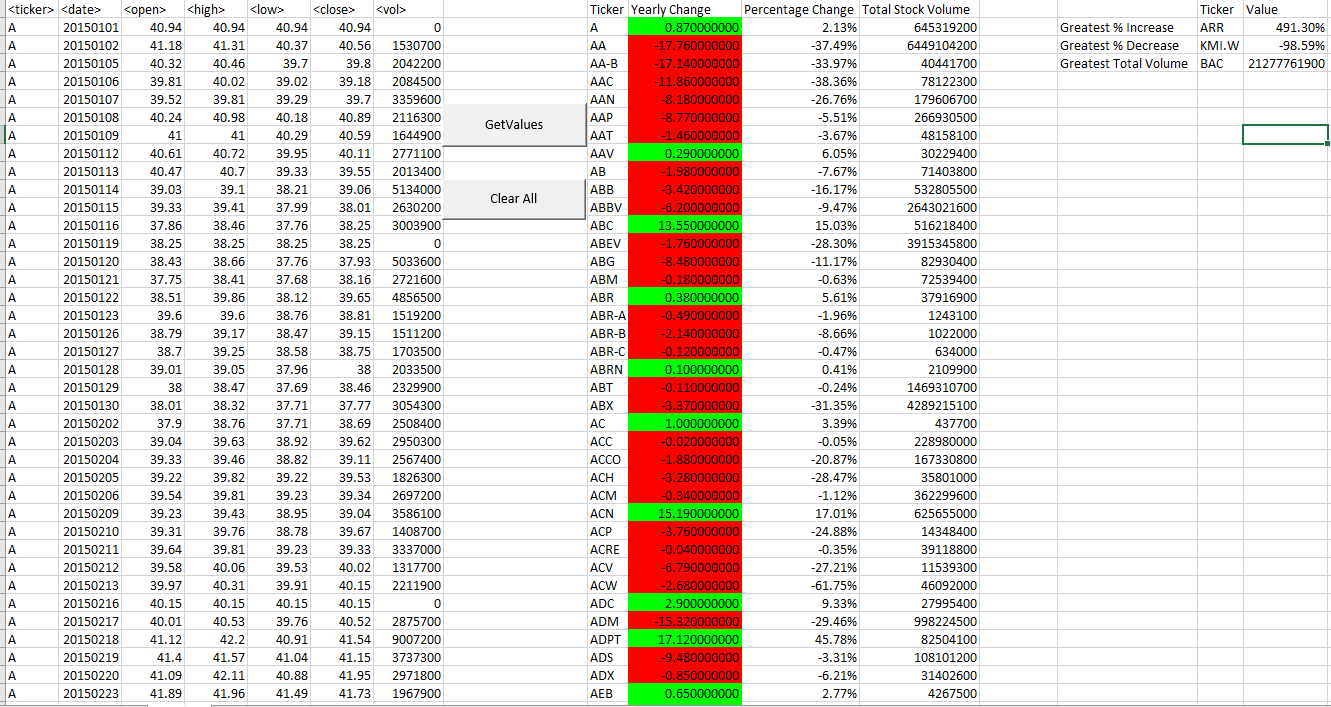 <ticker> <date> <open> <high> <low> <close> <vol> Ticker Yearly Change Percentage Change Total Stock Volume Ticker Value
A 20150101 40.94 40.94 40.94 40.94 0 A 0.870000000 2.13% 645319200 Greatest % Increase ARR 491.30%
A 20150102 41.18 41.31 40.37 40.56 1530700 AA -17.760000000 -37.49% 6449104200 Greatest % Decrease KMI.W -98.59%
A 20150105 40.32 40.46 39.7 39.8 2042200 AA-B -17.140000000 -33.97% 40441700 Greatest Total Volume BAC 21277761900
A 20150106 39.81 40.02 39.02 39.18 2084500 AAC -11.860000000 -38.36% 78122300
A 20150107 39.52 39.81 39.29 39.7 3359600 AAN -8.180000000 -26.76% 179606700
A 20150108 40.24 40.98 40.18 40.89 2116300 AAP -8.770000000 -5.51% 266930500
GetValues
A 20150109 41 41 40.29 40.59 1644900 AAT -1.460000000 -3.67% 48158100
A 20150112 40.61 40.72 39.95 40.11 2771100 AAV 0.290000000 6.05% 30229400
A 20150113 40.47 40.7 39.33 39.55 2013400 AB -1.980000000 -7.67% 71403800
A 20150114 39.03 39.1 38.21 39.06 5134000 ABB -3.420000000 -16.17% 532805500
Clear All
A 20150115 39.33 39.41 37.99 38.01 2630200 ABBV -6.200000000 -9.47% 2643021600
A 20150116 37.86 38.46 37.76 38.25 3003900 ABC 13.550000000 15.03% 516218400
A 20150119 38.25 38.25 38.25 38.25 0 ABEV -1.760000000 -28.30% 3915345800
A 20150120 38.43 38.66 37.76 37.93 5033600 ABG -8.480000000 -11.17% 82930400
A 20150121 37.75 38.41 37.68 38.16 2721600 ABM -0.180000000 -0.63% 72539400
A 20150122 38.51 39.86 38.12 39.65 4856500 ABR 0.380000000 5.61% 37916900
A 20150123 39.6 39.6 38.76 38.81 1519200 ABR-A -0.490000000 -1.96% 1243100
A 20150126 38.79 39.17 38.47 39.15 1511200 ABR-B -2.140000000 -8.66% 1022000
A 20150127 38.7 39.25 38.58 38.75 1703500 ABR-C -0.120000000 -0.47% 634000
A 20150128 39.01 39.05 37.96 38 2033500 ABRN 0.100000000 0.41% 2109900
A 20150129 38 38.47 37.69 38.46 2329900 ABT -0.110000000 -0.24% 1469310700
A 20150130 38.01 38.32 37.71 37.77 3054300 ABX -3.370000000 -31.35% 4289215100
A 20150202 37.9 38.76 37.71 38.69 2508400 AC 1.000000000 3.39% 437700
A 20150203 39.04 39.63 38.92 39.62 2950300 ACC -0.020000000 -0.05% 228980000
A 20150204 39.33 39.46 38.82 39.11 2567400 ACCO -1.880000000 -20.87% 167330800
A 20150205 39.22 39.82 39.22 39.53 1826300 ACH -3.280000000 -28.47% 35801000
A 20150206 39.54 39.81 39.23 39.34 2697200 ACM -0.340000000 -1.12% 362299600
A 20150209 39.23 39.43 38.95 39.04 3586100 ACN 15.190000000 17.01% 625655000
A 20150210 39.31 39.76 38.78 39.67 1408700 ACP -3.760000000 -24.88% 14348400
A 20150211 39.64 39.81 39.23 39.33 3337000 ACRE -0.040000000 -0.35% 39118800
A 20150212 39.58 40.06 39.53 40.02 1317700 ACV -6.790000000 -27.21% 11539300
A 20150213 39.97 40.31 39.91 40.15 2211900 ACW -2.680000000 -61.75% 46092000
A 20150216 40.15 40.15 40.15 40.15 0 ADC 2.900000000 9.33% 27995400
A 20150217 40.01 40.53 39.76 40.52 2875700 ADM -15.320000000 -29.46% 998224500
A 20150218 41.12 42.2 40.91 41.54 9007200 ADPT 17.120000000 45.78% 82504100
A 20150219 41.4 41.57 41.04 41.15 3737300 ADS -9.480000000 -3.31% 108101200
A 20150220 41.09 42.11 40.88 41.95 2971800 ADX -0.850000000 -6.21% 31402600
A 20150223 41.89 41.96 41.49 41.73 1967900 AEB 0.650000000 2.77% 4267500